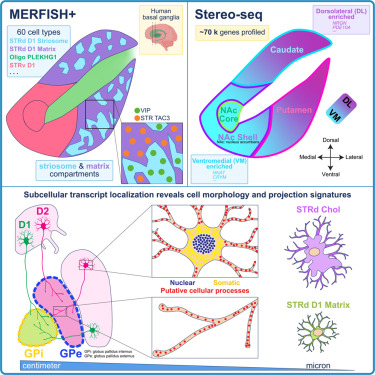 MERFISH+
60 cell types
STRd D1 Striosome
STRd D1 Matrix
Oligo PLEKHG1
STRv D1
. . .
Human
basal ganglia
VIP
STR TAC3
striosome & matrix
compartments
Stereo-seq
~70 k genes profiled
Dorsolateral (DL)
enriched
Caudate
Putamen
NAc
Core
NAc Shell
NAC nucleus accumbens
DL
VM
Dorsal
Medial
Lateral
Ventral
Ventromedial (VM)
enriched
Subcellular transcript localization reveals cell morphology and projection signatures
D2
D1
GPi
GPe
GPi: globus pallidus internus
GPe: globus pallidus externus
Nuclear
Somatic
Putative cellular processes
STRd Chol
STRd D1 Matrix
centimeter
micron